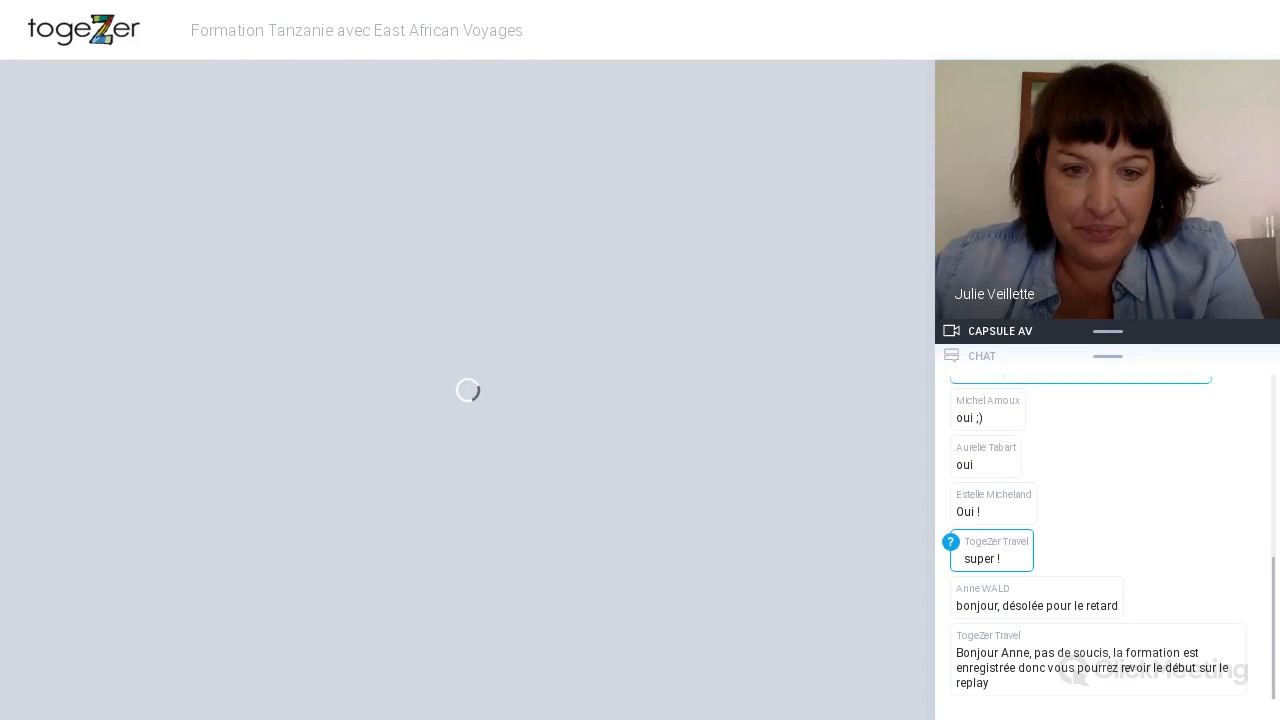 togeZer
Formation Tanzanie avec East African Voyages
Julie Veillette
CAPSULE AV
CHAT
Michel Arnoux
oui ;)
Aurelie Tabart
oui
Estelle Micheland
Oui !
?
TogeZer Travel
super !
Anne WALD
bonjour, désolée pour le retard
TogeZer Travel
Bonjour Anne, pas de soucis, la formation est
enregistrée donc vous pourrez revoir le début sur le
replay
ClickMeeting